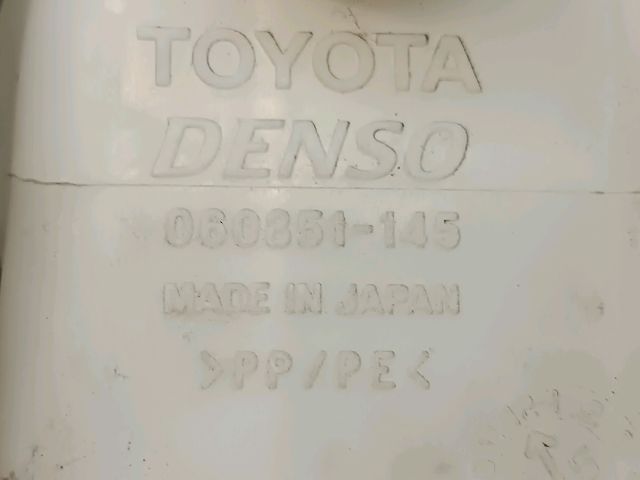 TOYOTA
DENSO
060851-145
MADE IN JAPAN
>PP/PE<